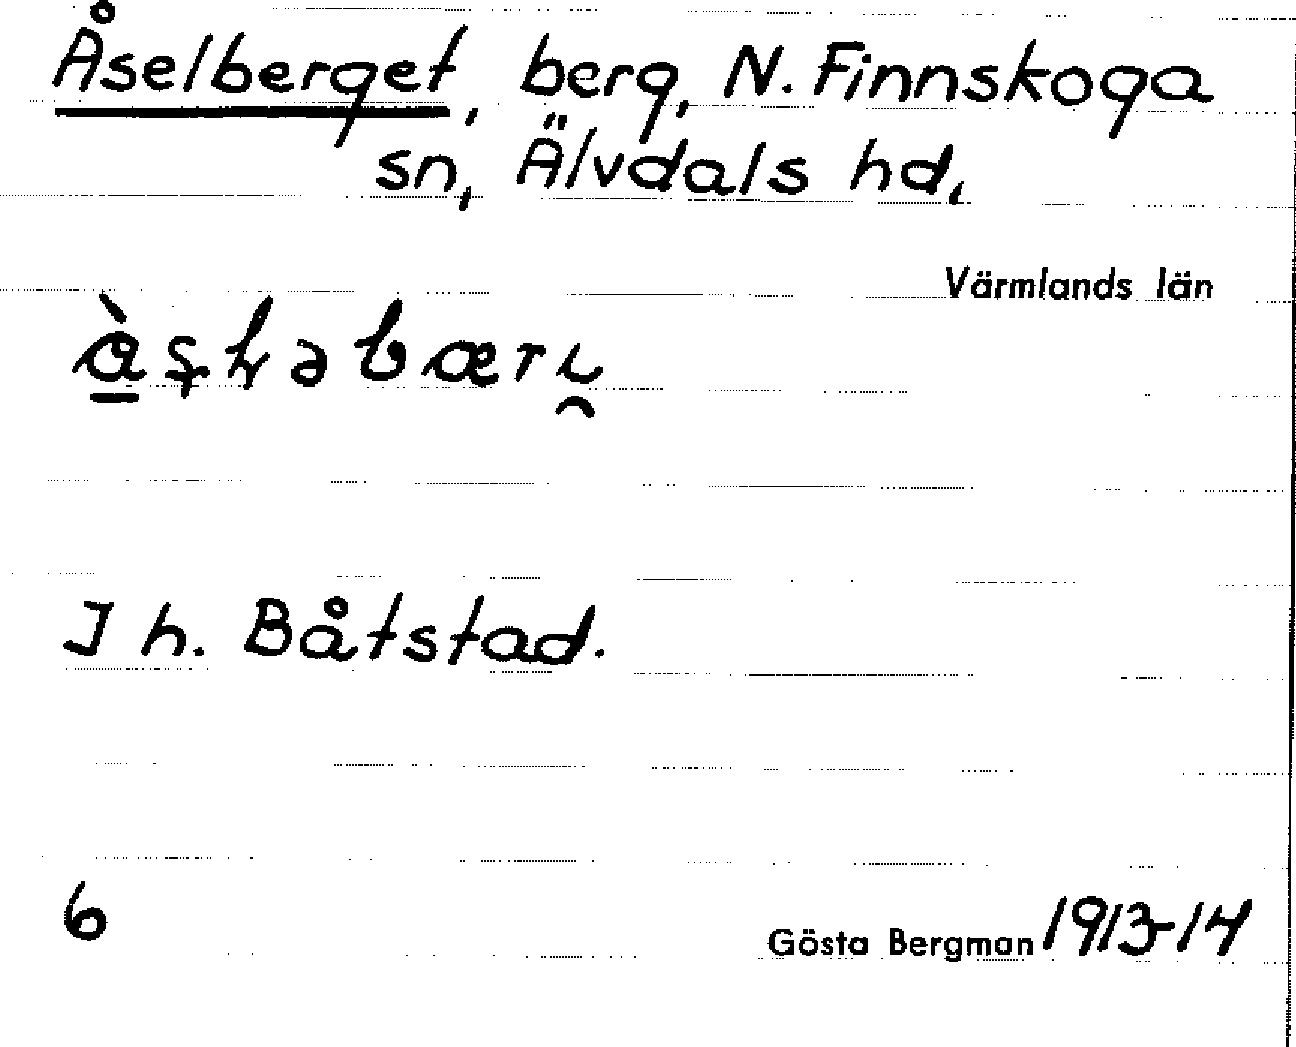 Åselberget, berg, N. Finnskoga
sn, Älvdals hd,
Värmlands län
I h. Båtstad.
6
Gösta Bergman 1913-14